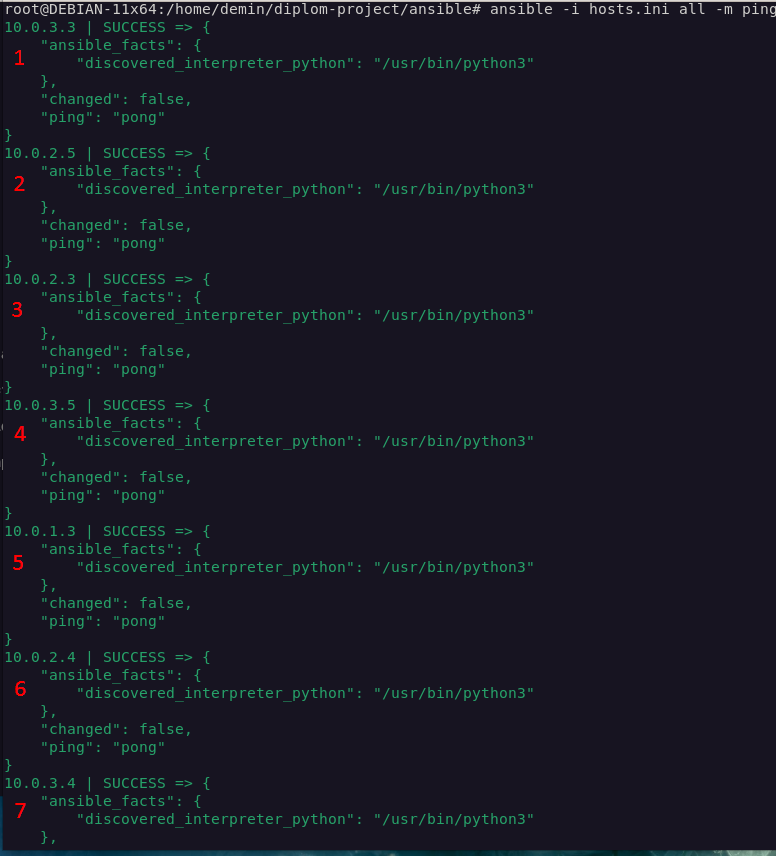 root@DEBIAN-11x64:/home/demin/diplom-project/ansible# ansible -i hosts.ini all -m ping
10.0.3.3 | SUCCESS => {
1
    "ansible_facts": {
        "discovered_interpreter_python": "/usr/bin/python3"
    },
    "changed": false,
    "ping": "pong"
}
10.0.2.5 | SUCCESS => {
2
    "ansible_facts": {
        "discovered_interpreter_python": "/usr/bin/python3"
    },
    "changed": false,
    "ping": "pong"
}
10.0.2.3 | SUCCESS => {
3
    "ansible_facts": {
        "discovered_interpreter_python": "/usr/bin/python3"
    },
    "changed": false,
    "ping": "pong"
}
10.0.3.5 | SUCCESS => {
4
    "ansible_facts": {
        "discovered_interpreter_python": "/usr/bin/python3"
    },
    "changed": false,
    "ping": "pong"
}
10.0.1.3 | SUCCESS => {
5
    "ansible_facts": {
        "discovered_interpreter_python": "/usr/bin/python3"
    },
    "changed": false,
    "ping": "pong"
}
10.0.2.4 | SUCCESS => {
6
    "ansible_facts": {
        "discovered_interpreter_python": "/usr/bin/python3"
    },
    "changed": false,
    "ping": "pong"
}
10.0.3.4 | SUCCESS => {
7
    "ansible_facts": {
        "discovered_interpreter_python": "/usr/bin/python3"
    },